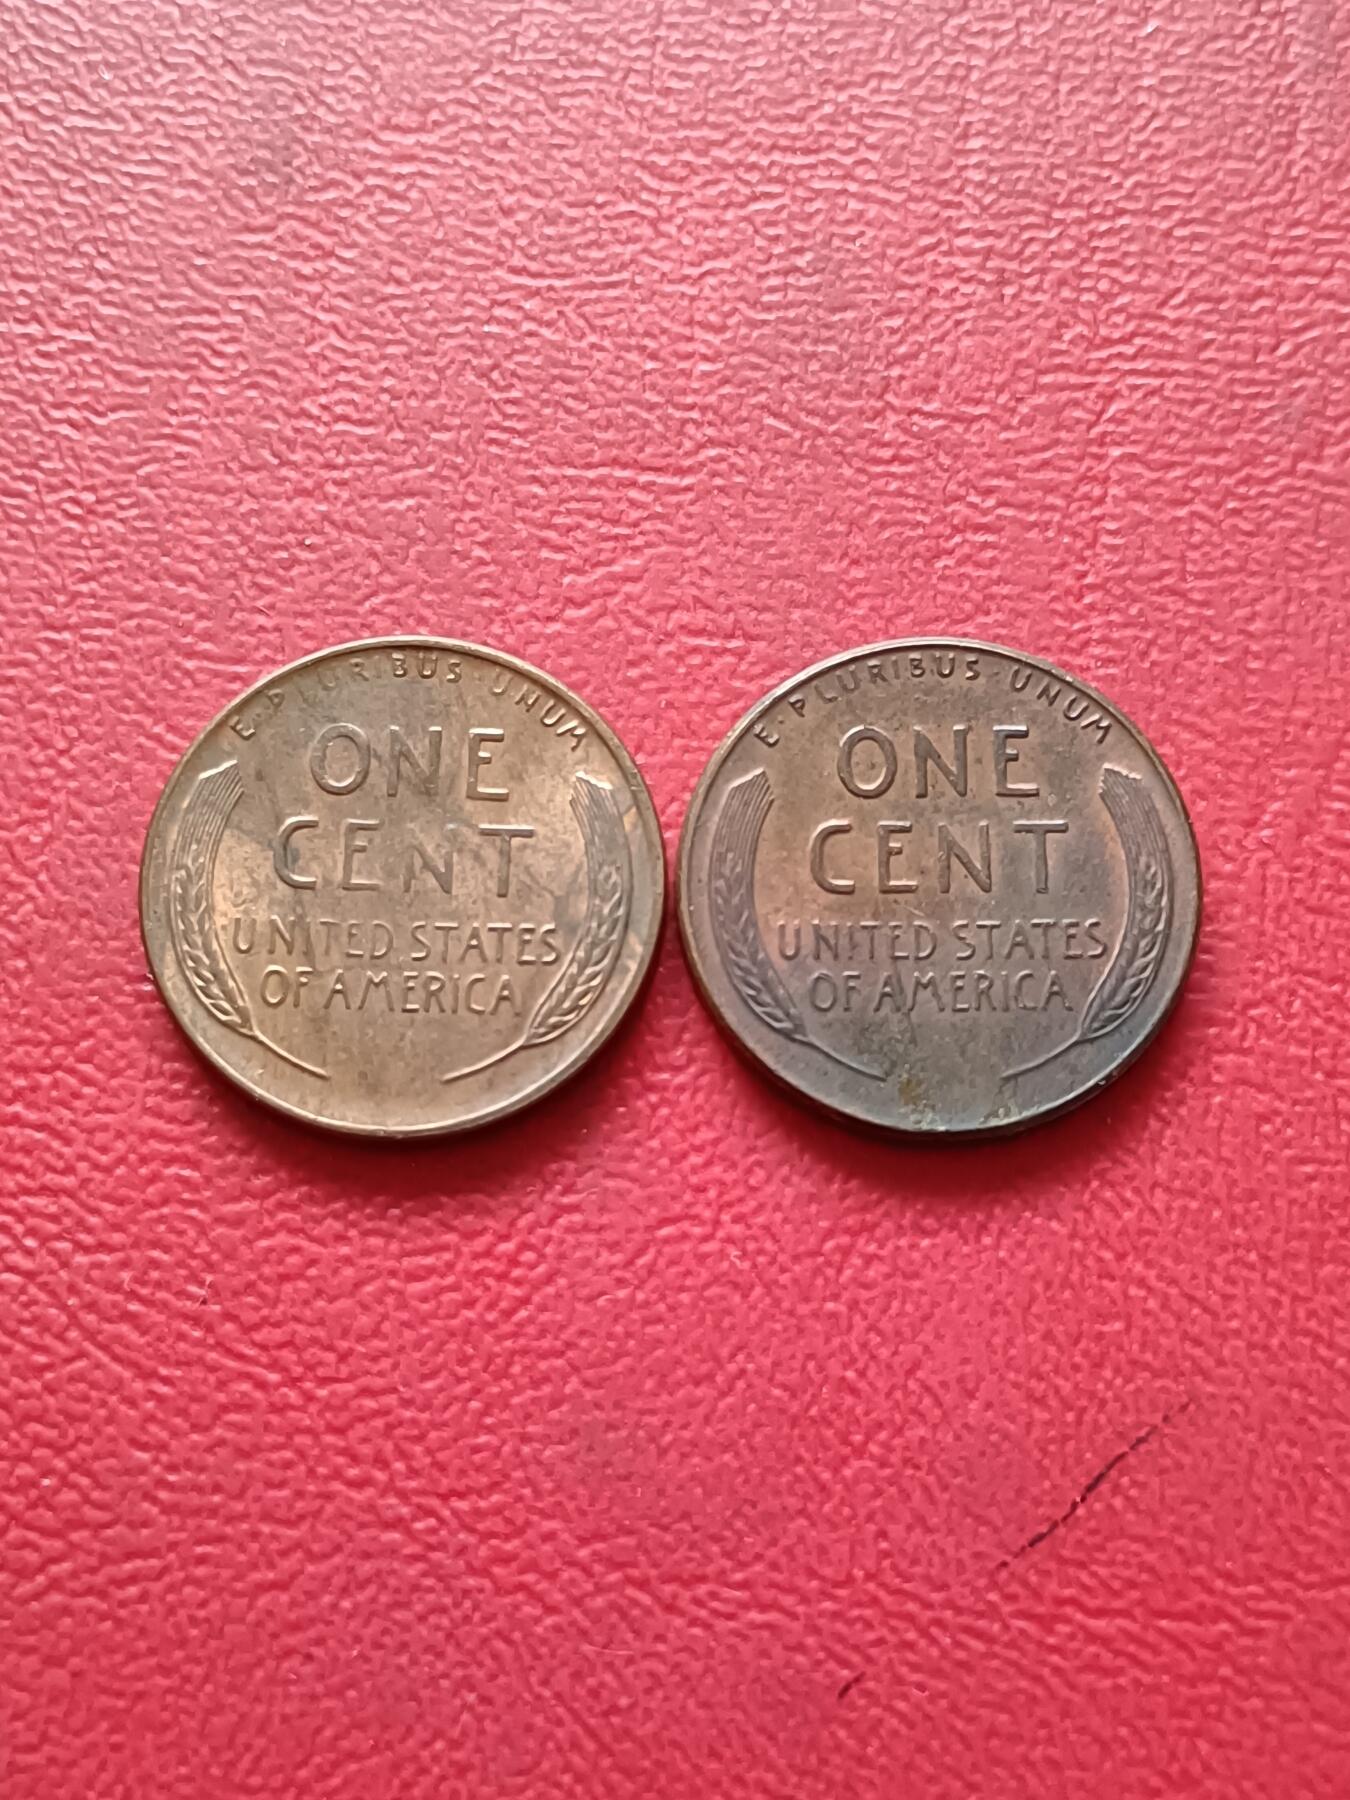 E·PLURIBUS·UNUM
ONE
CENT
UNITED STATES
OF AMERICA
E·PLURIBUS·UNUM
ONE
CENT
UNITED STATES
OF AMERICA